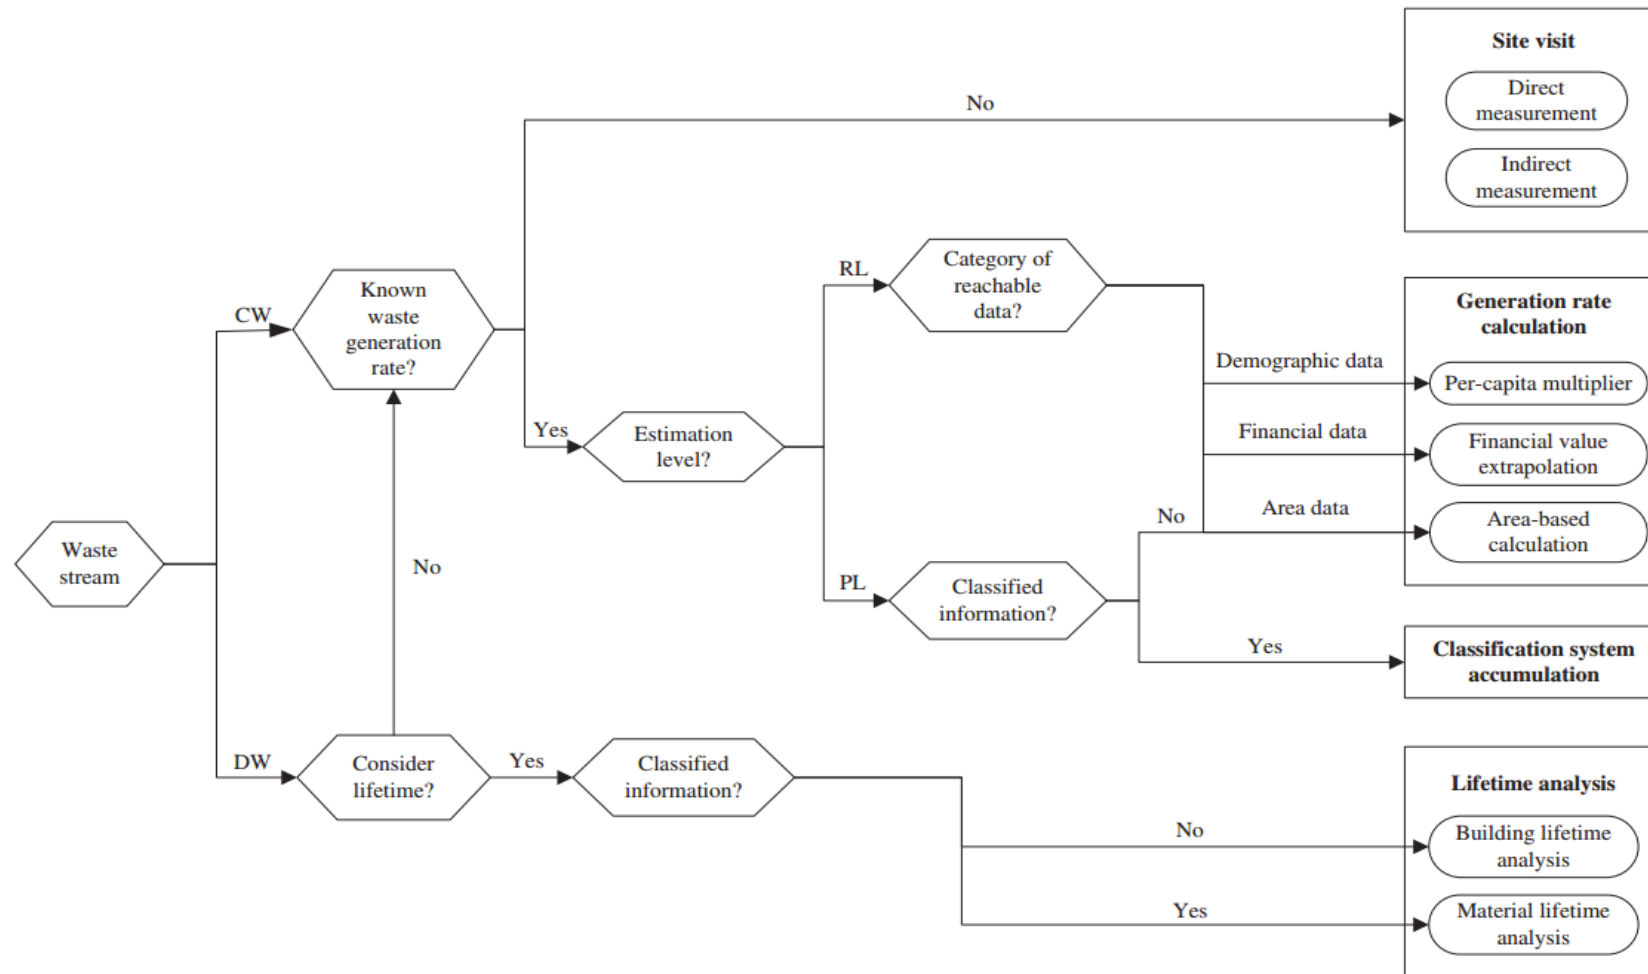 Site visit
Direct
measurement
Indirect
measurement
No
Known
waste
generation
rate?
CW
RL
Category of
reachable
data?
Generation rate
calculation
Demographic data
Per-capita multiplier
Yes
Estimation
level?
Financial data
Financial value
extrapolation
No
Area data
Area-based
calculation
Waste
stream
No
PL
Classified
information?
Yes
Classification system
accumulation
DW
Consider
lifetime?
Yes
Classified
information?
Lifetime analysis
No
Building lifetime
analysis
Yes
Material lifetime
analysis